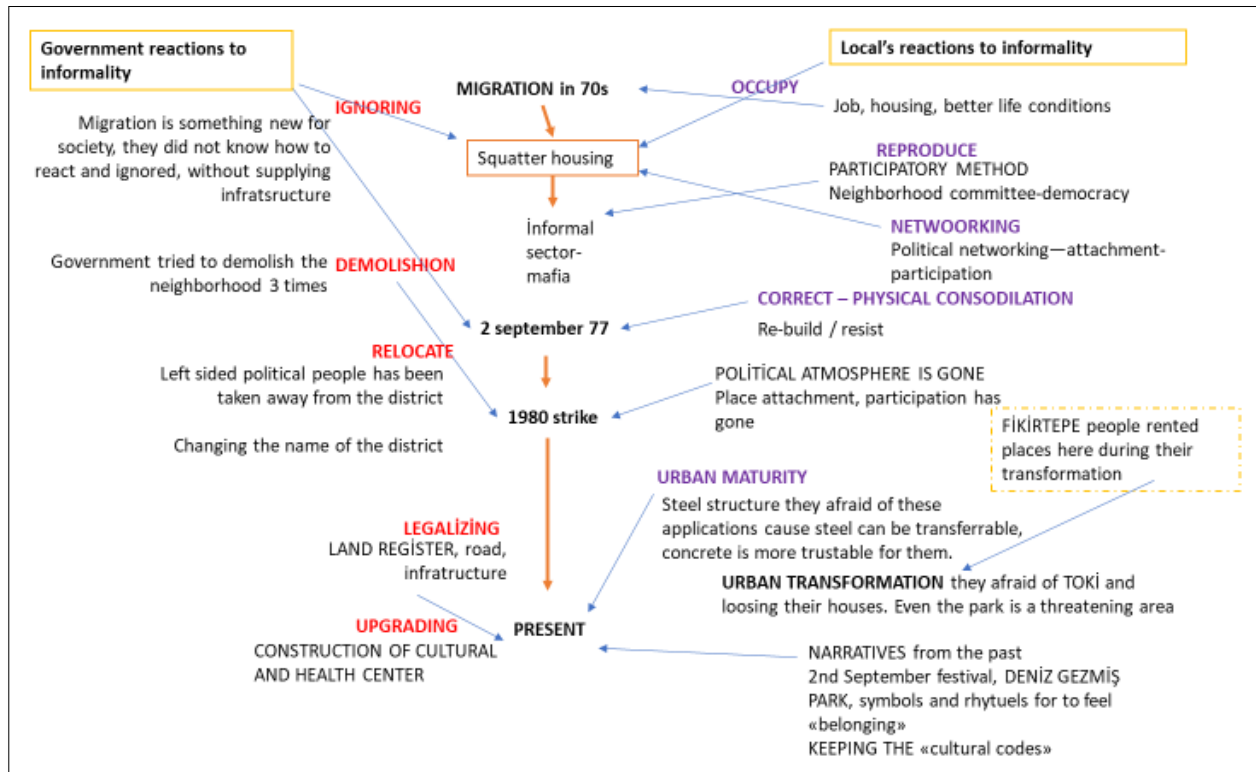 Government reactions to
informality
Local's reactions to informality
MIGRATION in 70s
OCCUPY
Job, housing, better life conditions
IGNORING
Migration is something new for
society, they did not know how to
react and ignored, without supplying
infratsructure
Squatter housing
REPRODUCE
PARTICIPATORY METHOD
Neighborhood committee-democracy
İnformal
sector-
mafia
NETWOORKING
Political networking—attachment-
participation
DEMOLISHION
Government tried to demolish the
neighborhood 3 times
CORRECT – PHYSICAL CONSODILATION
Re-build / resist
2 september 77
RELOCATE
Left sided political people has been
taken away from the district
Changing the name of the district
1980 strike
POLİTİCAL ATMOSPHERE IS GONE
Place attachment, participation has
gone
FİKİRTEPE people rented
places here during their
transformation
URBAN MATURITY
Steel structure they afraid of these
applications cause steel can be transferrable,
concrete is more trustable for them.
LEGALİZİNG
LAND REGISTER, road,
infratructure
URBAN TRANSFORMATION they afraid of TOKİ and
loosing their houses. Even the park is a threatening area
UPGRADING
CONSTRUCTION OF CULTURAL
AND HEALTH CENTER
PRESENT
NARRATIVES from the past
2nd September festival, DENİZ GEZMİŞ
PARK, symbols and rhytuels for to feel
«belonging»
KEEPING THE «cultural codes»